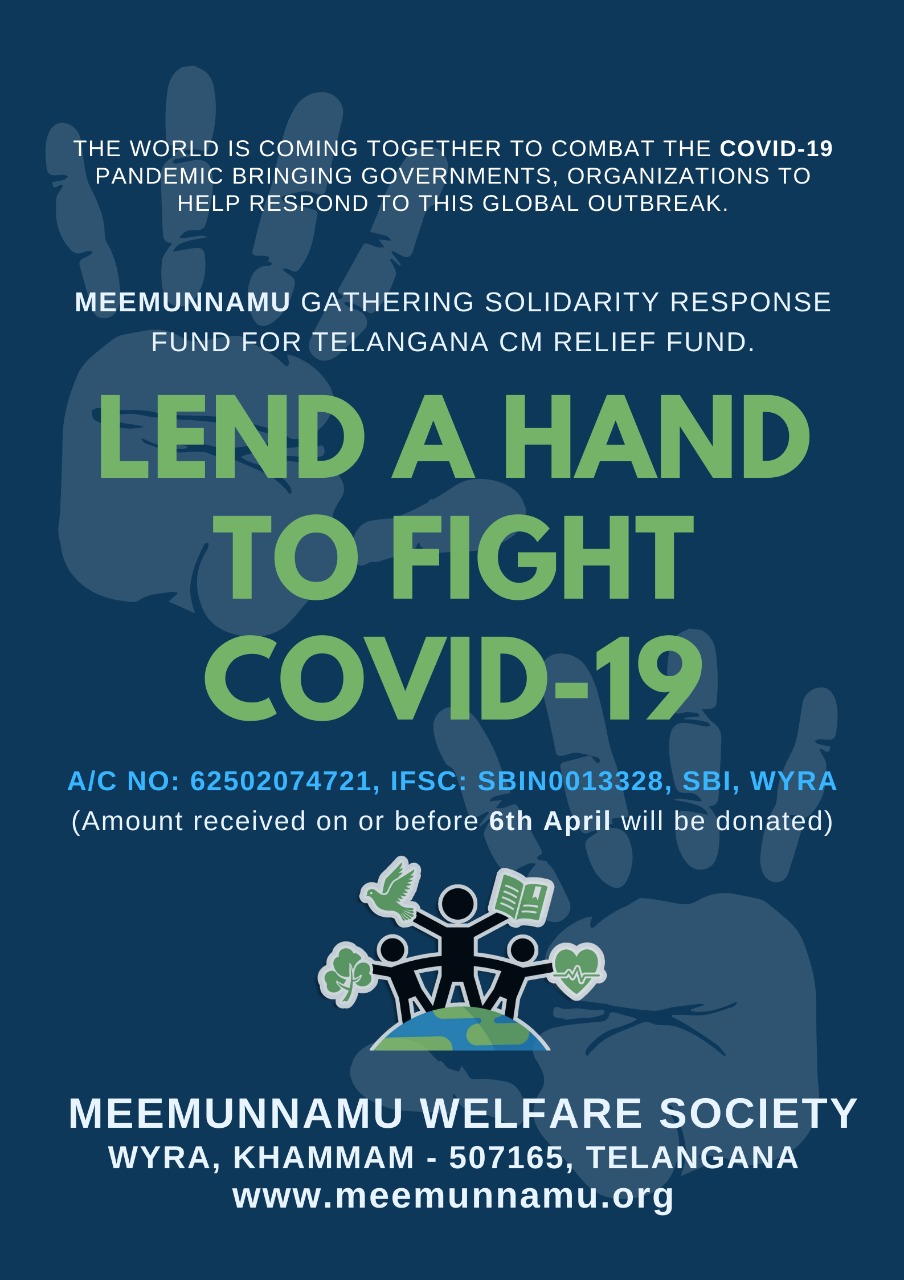 THE WORLD IS COMING TOGETHER TO COMBAT THE COVID-19
PANDEMIC BRINGING GOVERNMENTS, ORGANIZATIONS TO
HELP RESPOND TO THIS GLOBAL OUTBREAK.
MEEMUNNAMU GATHERING SOLIDARITY RESPONSE
FUND FOR TELANGANA CM RELIEF FUND.
LEND A HAND
TO FIGHT
COVID-19
A/C NO: 62502074721, IFSC: SBIN0013328, SBI, WYRA
(Amount received on or before 6th April will be donated)
MEEMUNNAMU WELFARE SOCIETY
WYRA, KHAMMAM - 507165, TELANGANA
www.meemunnamu.org